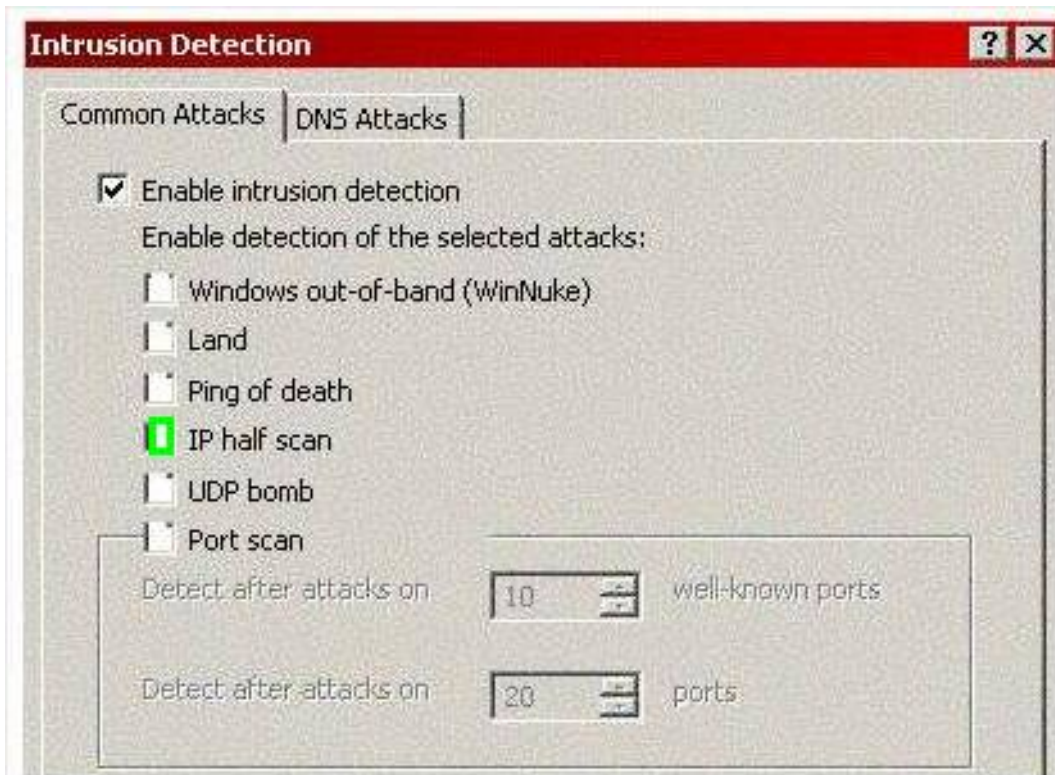 Intrusion Detection
Common Attacks DNS Attacks
Enable intrusion detection
Enable detection of the selected attacks:
Windows out-of-band (WinNuke)
Land
Ping of death
IP half scan
UDP bomb
Port scan
Detect after attacks on 10 well-known ports
Detect after attacks on 20 ports